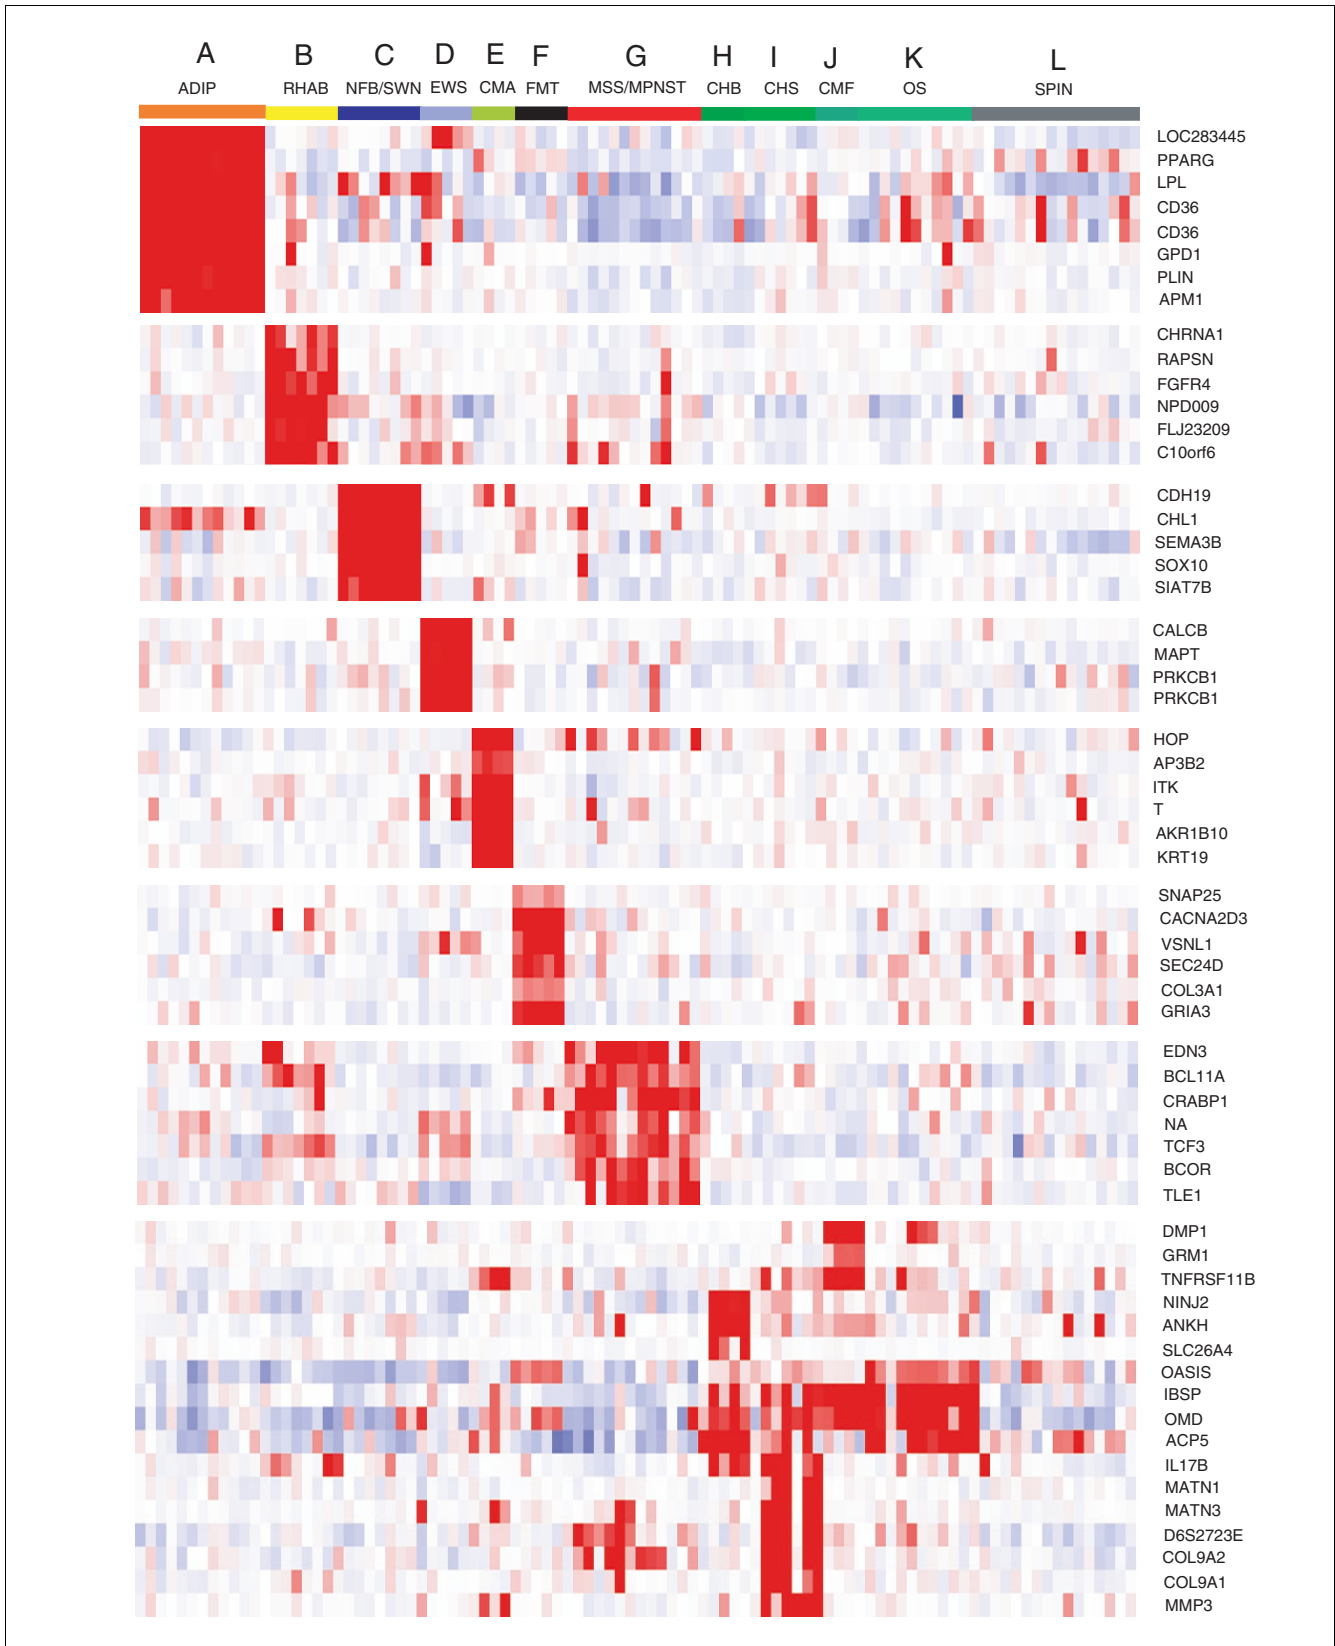 A B C D E F G H I J K L
ADIP RHAB NFB/SWN EWS CMA FMT MSS/MPNST CHB CHS CMF OS SPIN
LOC283445
PPARG
LPL
CD36
CD36
GPD1
PLIN
APM1
CHRNA1
RAPSN
FGFR4
NPD009
FLJ23209
C10orf6
CDH19
CHL1
SEMA3B
SOX10
SIAT7B
CALCB
MAPT
PRKCB1
PRKCB1
HOP
AP3B2
ITK
T
AKR1B10
KRT19
SNAP25
CACNA2D3
VSNL1
SEC24D
COL3A1
GRIA3
EDN3
BCL11A
CRABP1
NA
TCF3
BCOR
TLE1
DMP1
GRM1
TNFRSF11B
NINJ2
ANKH
SLC26A4
OASIS
IBSP
OMD
ACP5
IL17B
MATN1
MATN3
D6S2723E
COL9A2
COL9A1
MMP3